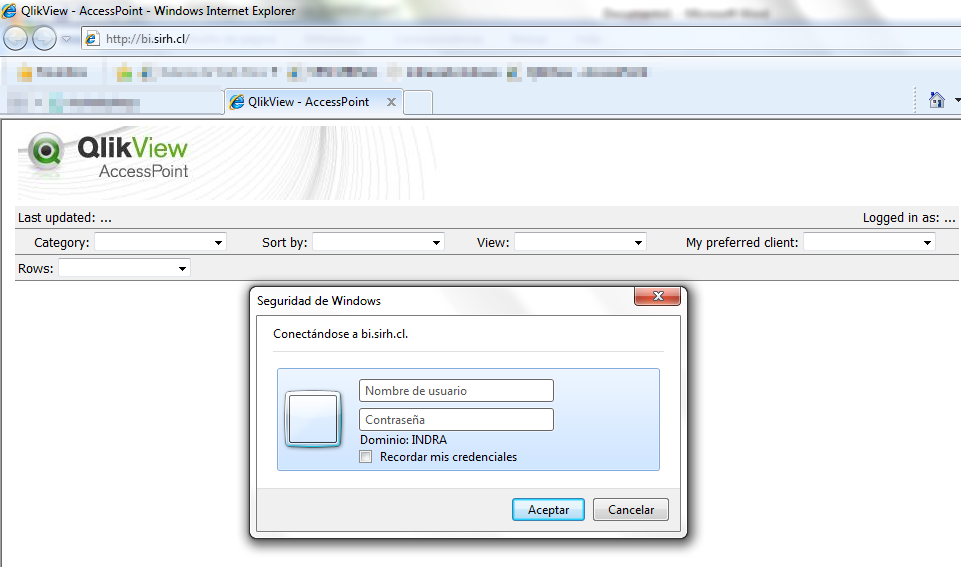 QlikView - AccessPoint - Windows Internet Explorer
http://bi.sirh.cl/
QlikView - AccessPoint
QlikView
AccessPoint
Last updated: ... Logged in as: ...
Category: Sort by: View: My preferred client:
Rows:
Seguridad de Windows
Conectándose a bi.sirh.cl.
Nombre de usuario
Contraseña
Dominio: INDRA
Recordar mis credenciales
Aceptar Cancelar